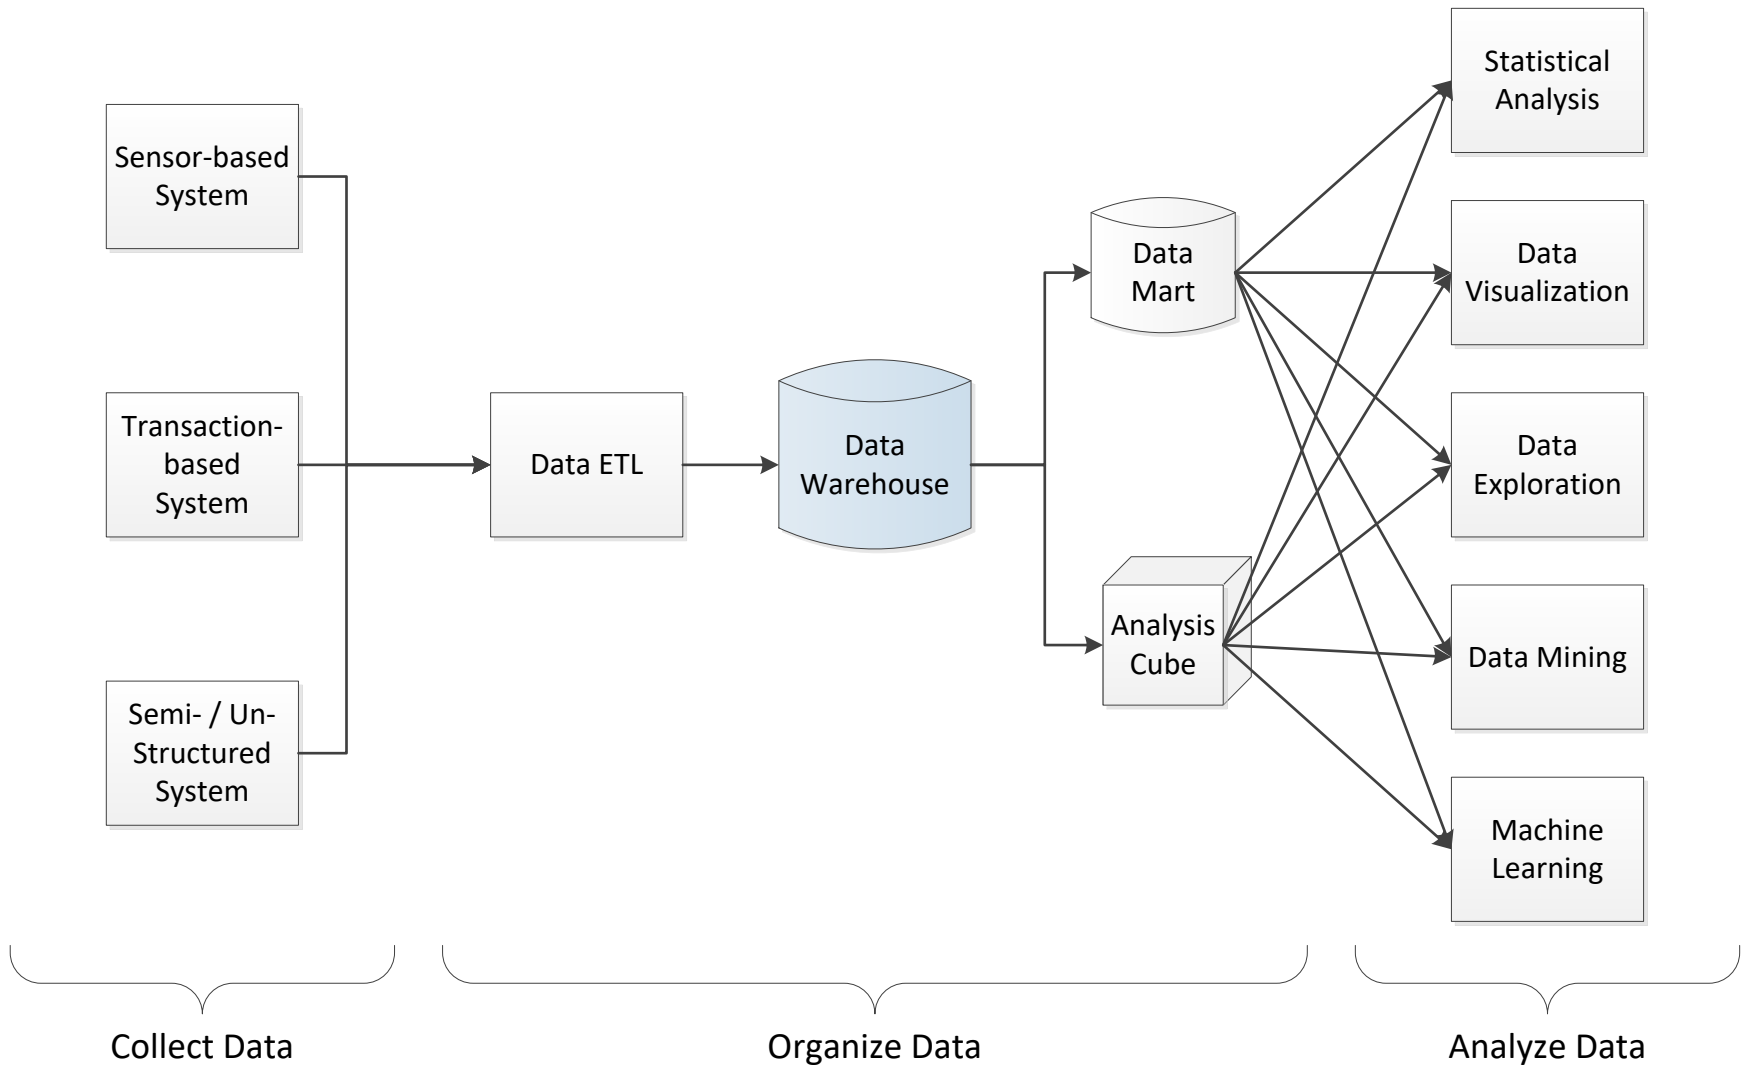 Sensor-based
System
Transaction-
based
System
Semi- / Un-
Structured
System
Data ETL
Data
Warehouse
Data
Mart
Analysis
Cube
Statistical
Analysis
Data
Visualization
Data
Exploration
Data Mining
Machine
Learning
Collect Data
Organize Data
Analyze Data